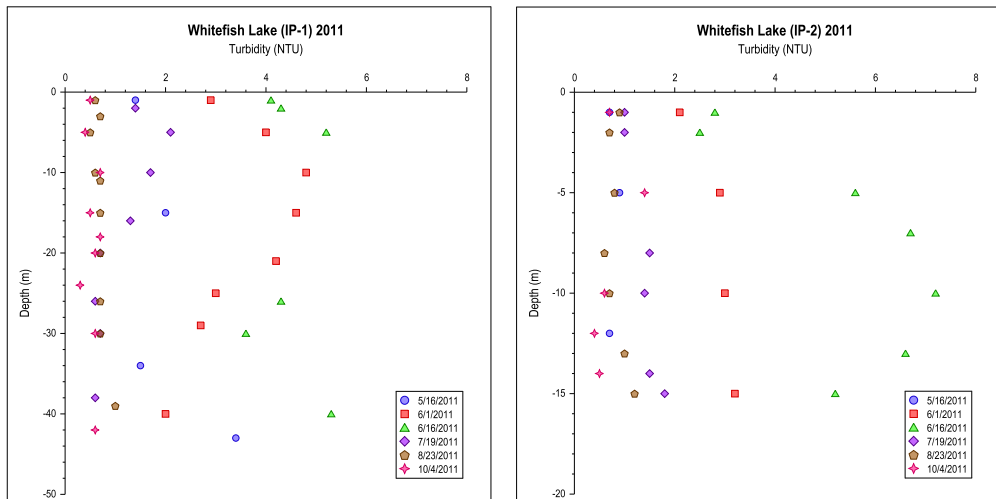 Whitefish Lake (IP-1) 2011
Turbidity (NTU)
0 2 4 6 8
0
-10
-20
-30
-40
-50
Depth (m)
5/16/2011
6/1/2011
6/16/2011
7/19/2011
8/23/2011
10/4/2011
Whitefish Lake (IP-2) 2011
Turbidity (NTU)
0 2 4 6 8
0
-5
-10
-15
-20
Depth (m)
5/16/2011
6/1/2011
6/16/2011
7/19/2011
8/23/2011
10/4/2011